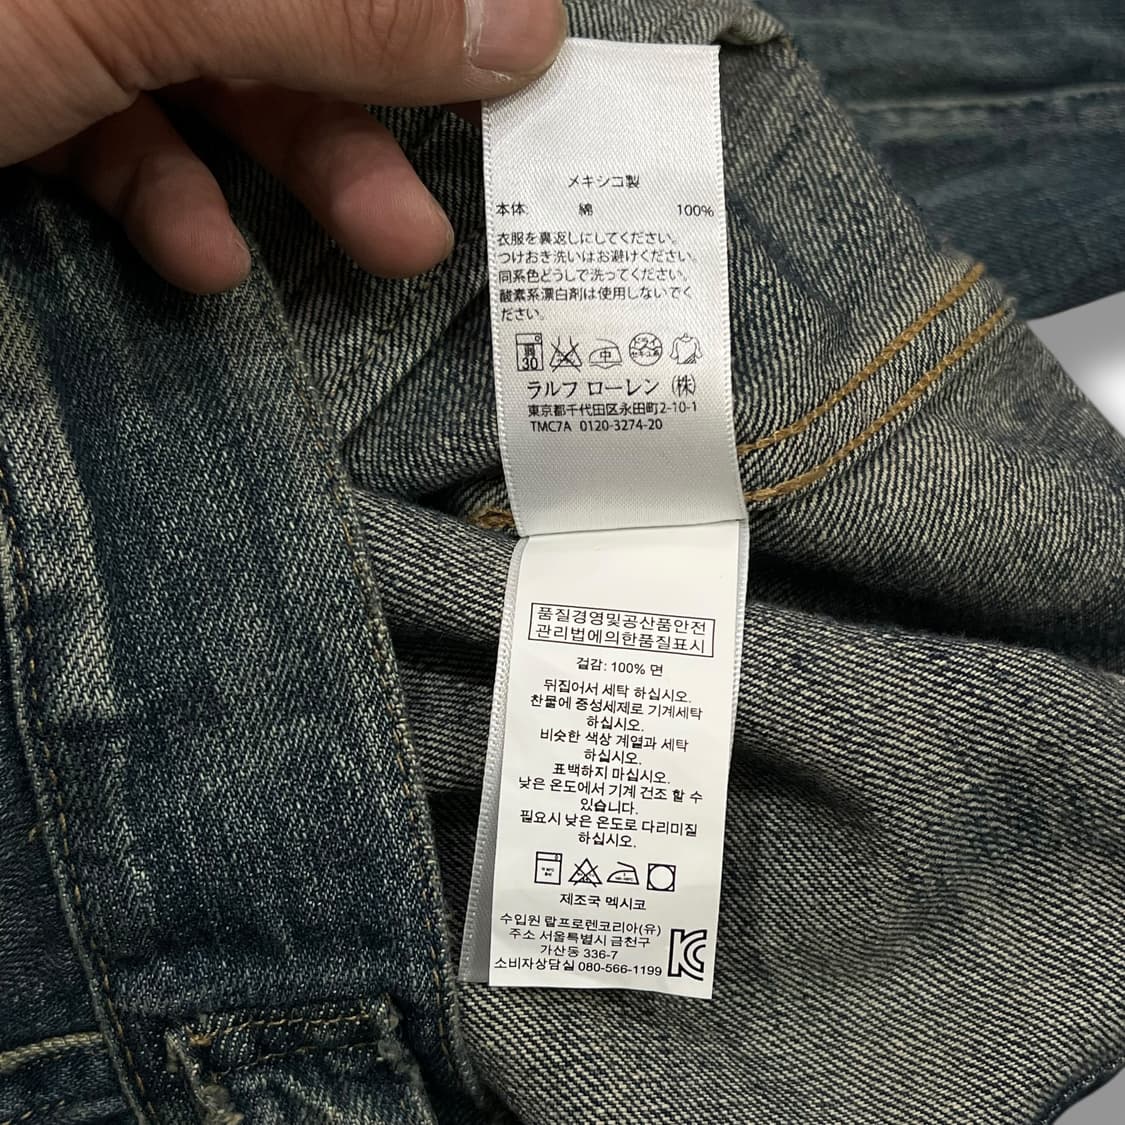 メキシコ製
本体: 綿 100%
衣服を裏返しにしてください。
つけおき洗いはお避けください。
同系色どうしで洗ってください。
酸素系漂白剤は使用しないでく
ださい。
30
中
ラルフ ローレン (株)
東京都千代田区永田町2-10-1
TMC7A 0120-3274-20
품질경영및공산품안전
관리법에의한품질표시
겉감: 100% 면
뒤집어서 세탁 하십시오.
찬물에 중성세제로 기계세탁
하십시오.
비슷한 색상 계열과 세탁
하십시오.
표백하지 마십시오.
낮은 온도에서 기계 건조 할 수
있습니다.
필요시 낮은 온도로 다리미질
하십시오.
제조국 멕시코
수입원 랄프로렌코리아(유)
주소 서울특별시 금천구
가산동 336-7
소비자상담실 080-566-1199